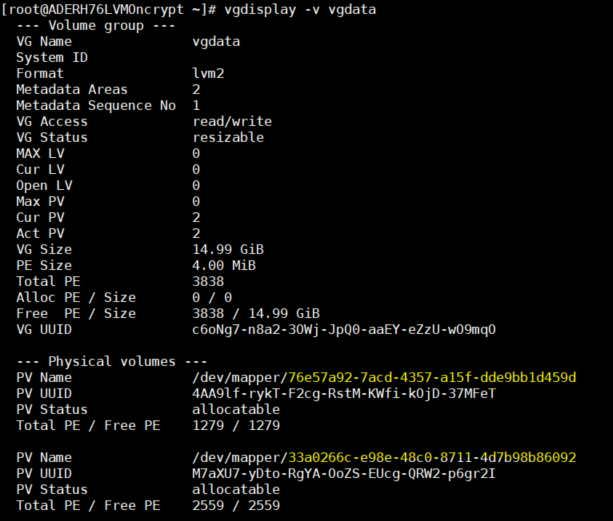 [root@ADERH76LVMOncrypt ~]# vgdisplay -v vgdata
--- Volume group ---
VG Name vgdata
System ID
Format lvm2
Metadata Areas 2
Metadata Sequence No 1
VG Access read/write
VG Status resizable
MAX LV 0
Cur LV 0
Open LV 0
Max PV 0
Cur PV 2
Act PV 2
VG Size 14.99 GiB
PE Size 4.00 MiB
Total PE 3838
Alloc PE / Size 0 / 0
Free PE / Size 3838 / 14.99 GiB
VG UUID c6oNg7-n8a2-3OWj-JpQ0-aaEY-eZzU-wO9mqO

--- Physical volumes ---
PV Name /dev/mapper/76e57a92-7acd-4357-a15f-dde9bb1d459d
PV UUID 4AA9lf-rykT-F2cg-RstM-KWfi-kOjD-37MFeT
PV Status allocatable
Total PE / Free PE 1279 / 1279

PV Name /dev/mapper/33a0266c-e98e-48c0-8711-4d7b98b86092
PV UUID M7aXU7-yDto-RgYA-OoZS-EUcg-QRW2-p6gr2I
PV Status allocatable
Total PE / Free PE 2559 / 2559